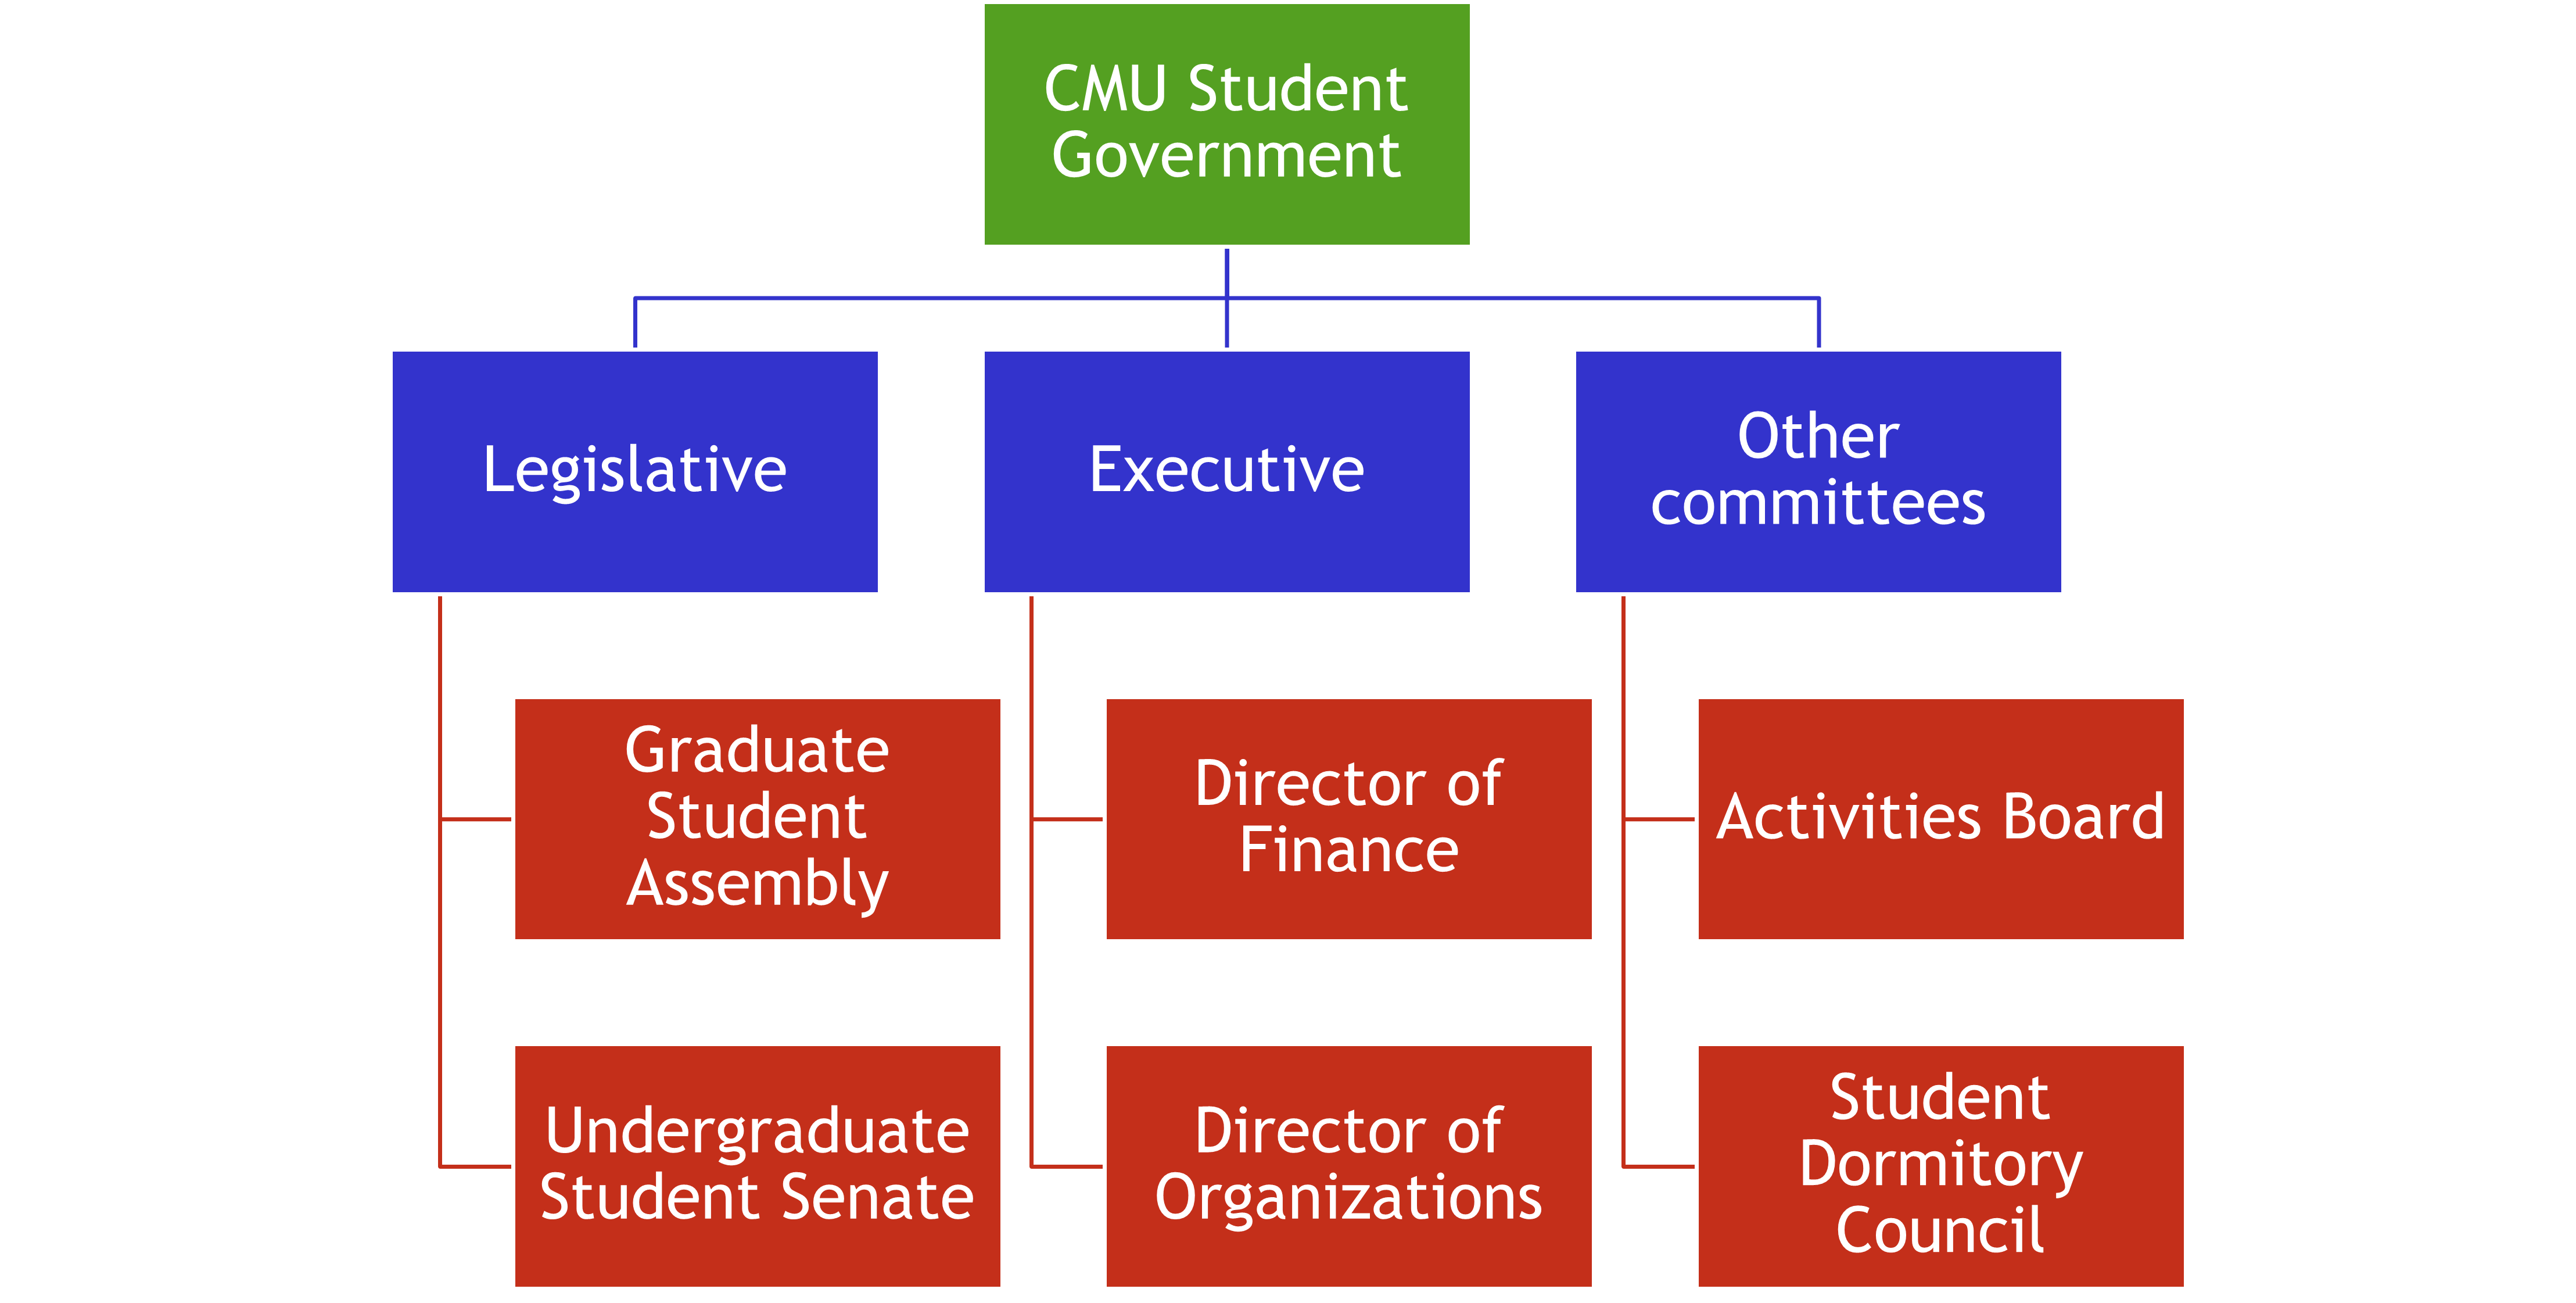 CMU Student
Government
Legislative
Executive
Other
committees
Graduate
Student
Assembly
Director of
Finance
Activities Board
Undergraduate
Student Senate
Director of
Organizations
Student
Dormitory
Council